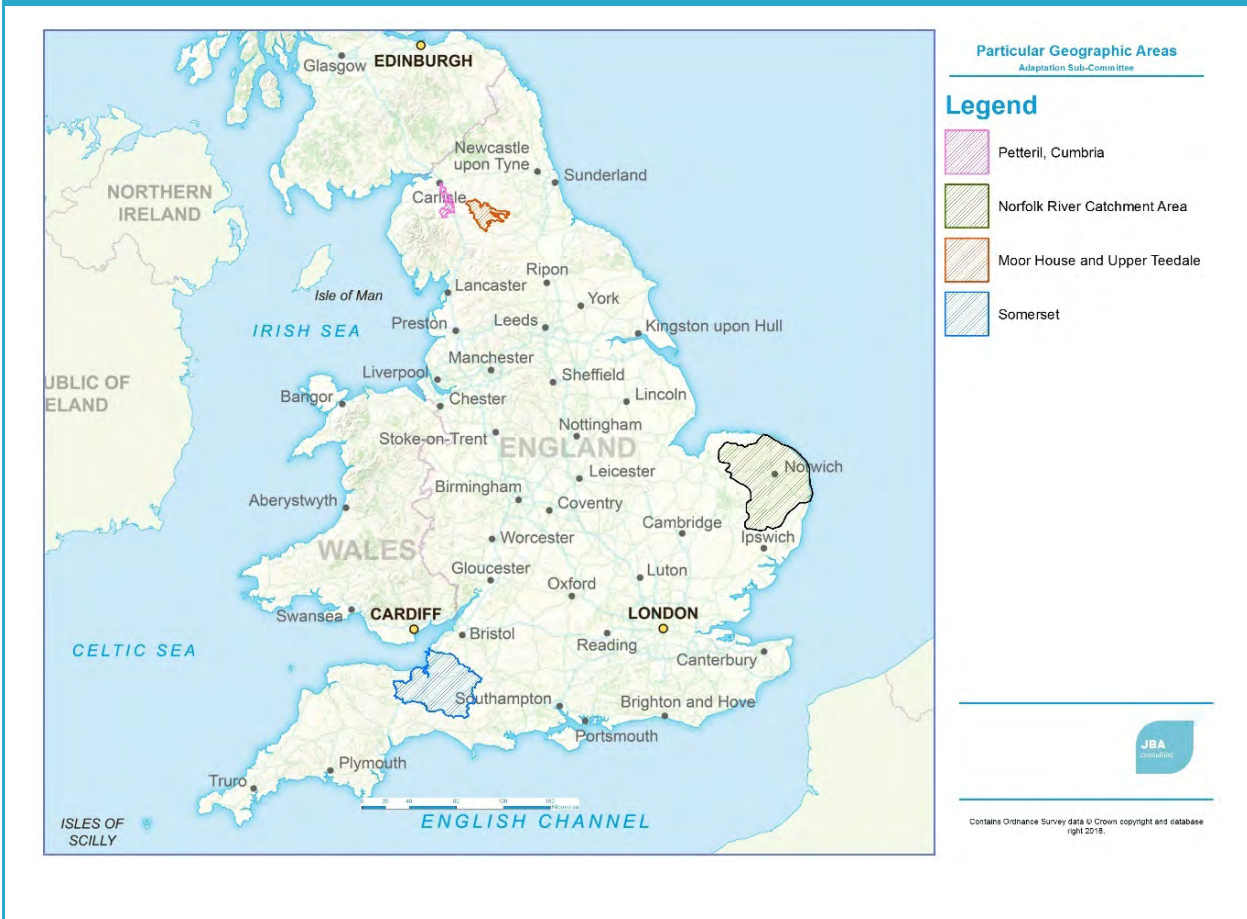 EDINBURGH
Glasgow
Newcastle
upon Tyne
Sunderland
Carlisle
NORTHERN
IRELAND
Ripon
Isle of Man
Lancaster
York
IRISH SEA
Preston
Leeds
Kingston upon Hull
Manchester
Liverpool
Sheffield
UBLIC OF
ELAND
Bangor
Chester
Lincoln
Nottingham
Stoke-on-Trent
ENGLAND
Norwich
Leicester
Birmingham
Aberystwyth
Coventry
Cambridge
Worcester
Ipswich
WALES
Gloucester
Luton
Oxford
Swansea
CARDIFF
LONDON
Bristol
Reading
CELTIC SEA
Canterbury
Southampton
Brighton and Hove
Portsmouth
Plymouth
Truro
ISLES OF
SCILLY
ENGLISH CHANNEL
Particular Geographic Areas
Adaptation Sub-Committee
Legend
Petteril, Cumbria
Norfolk River Catchment Area
Moor House and Upper Teedale
Somerset
JBA
consulting
Contains Ordnance Survey data © Crown copyright and database
right 2018.